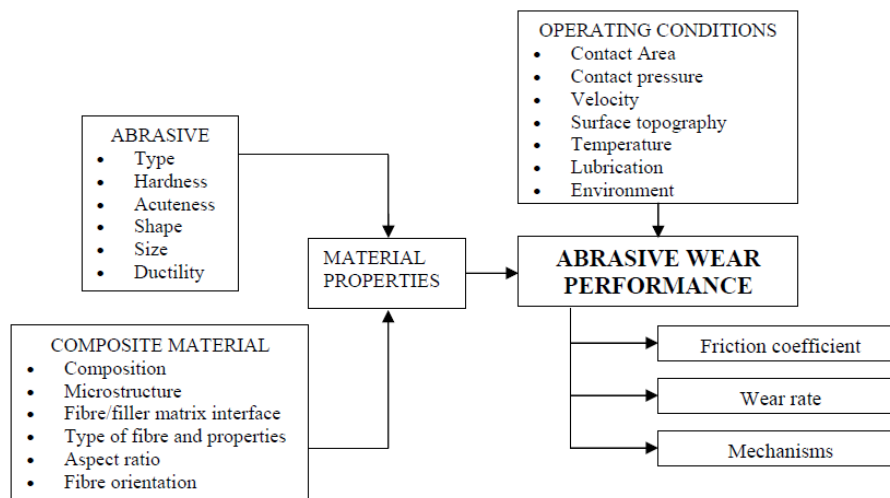 OPERATING CONDITIONS
• Contact Area
• Contact pressure
• Velocity
• Surface topography
• Temperature
• Lubrication
• Environment
ABRASIVE
• Type
• Hardness
• Acuteness
• Shape
• Size
• Ductility
MATERIAL
PROPERTIES
ABRASIVE WEAR
PERFORMANCE
COMPOSITE MATERIAL
• Composition
• Microstructure
• Fibre/filler matrix interface
• Type of fibre and properties
• Aspect ratio
• Fibre orientation
Friction coefficient
Wear rate
Mechanisms